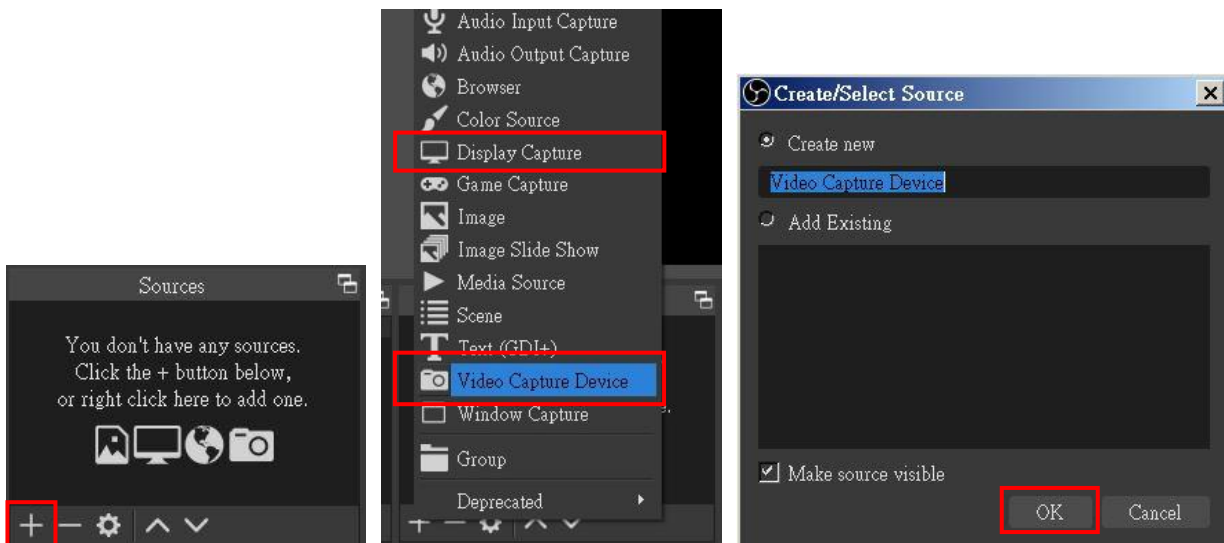 Sources
You don't have any sources.
Click the + button below,
or right click here to add one.
Audio Input Capture
Audio Output Capture
Browser
Color Source
Display Capture
Game Capture
Image
Image Slide Show
Media Source
Scene
Text (GDI+)
Video Capture Device
Window Capture
Group
Deprecated
Create/Select Source
Create new
Video Capture Device
Add Existing
Make source visible
OK Cancel